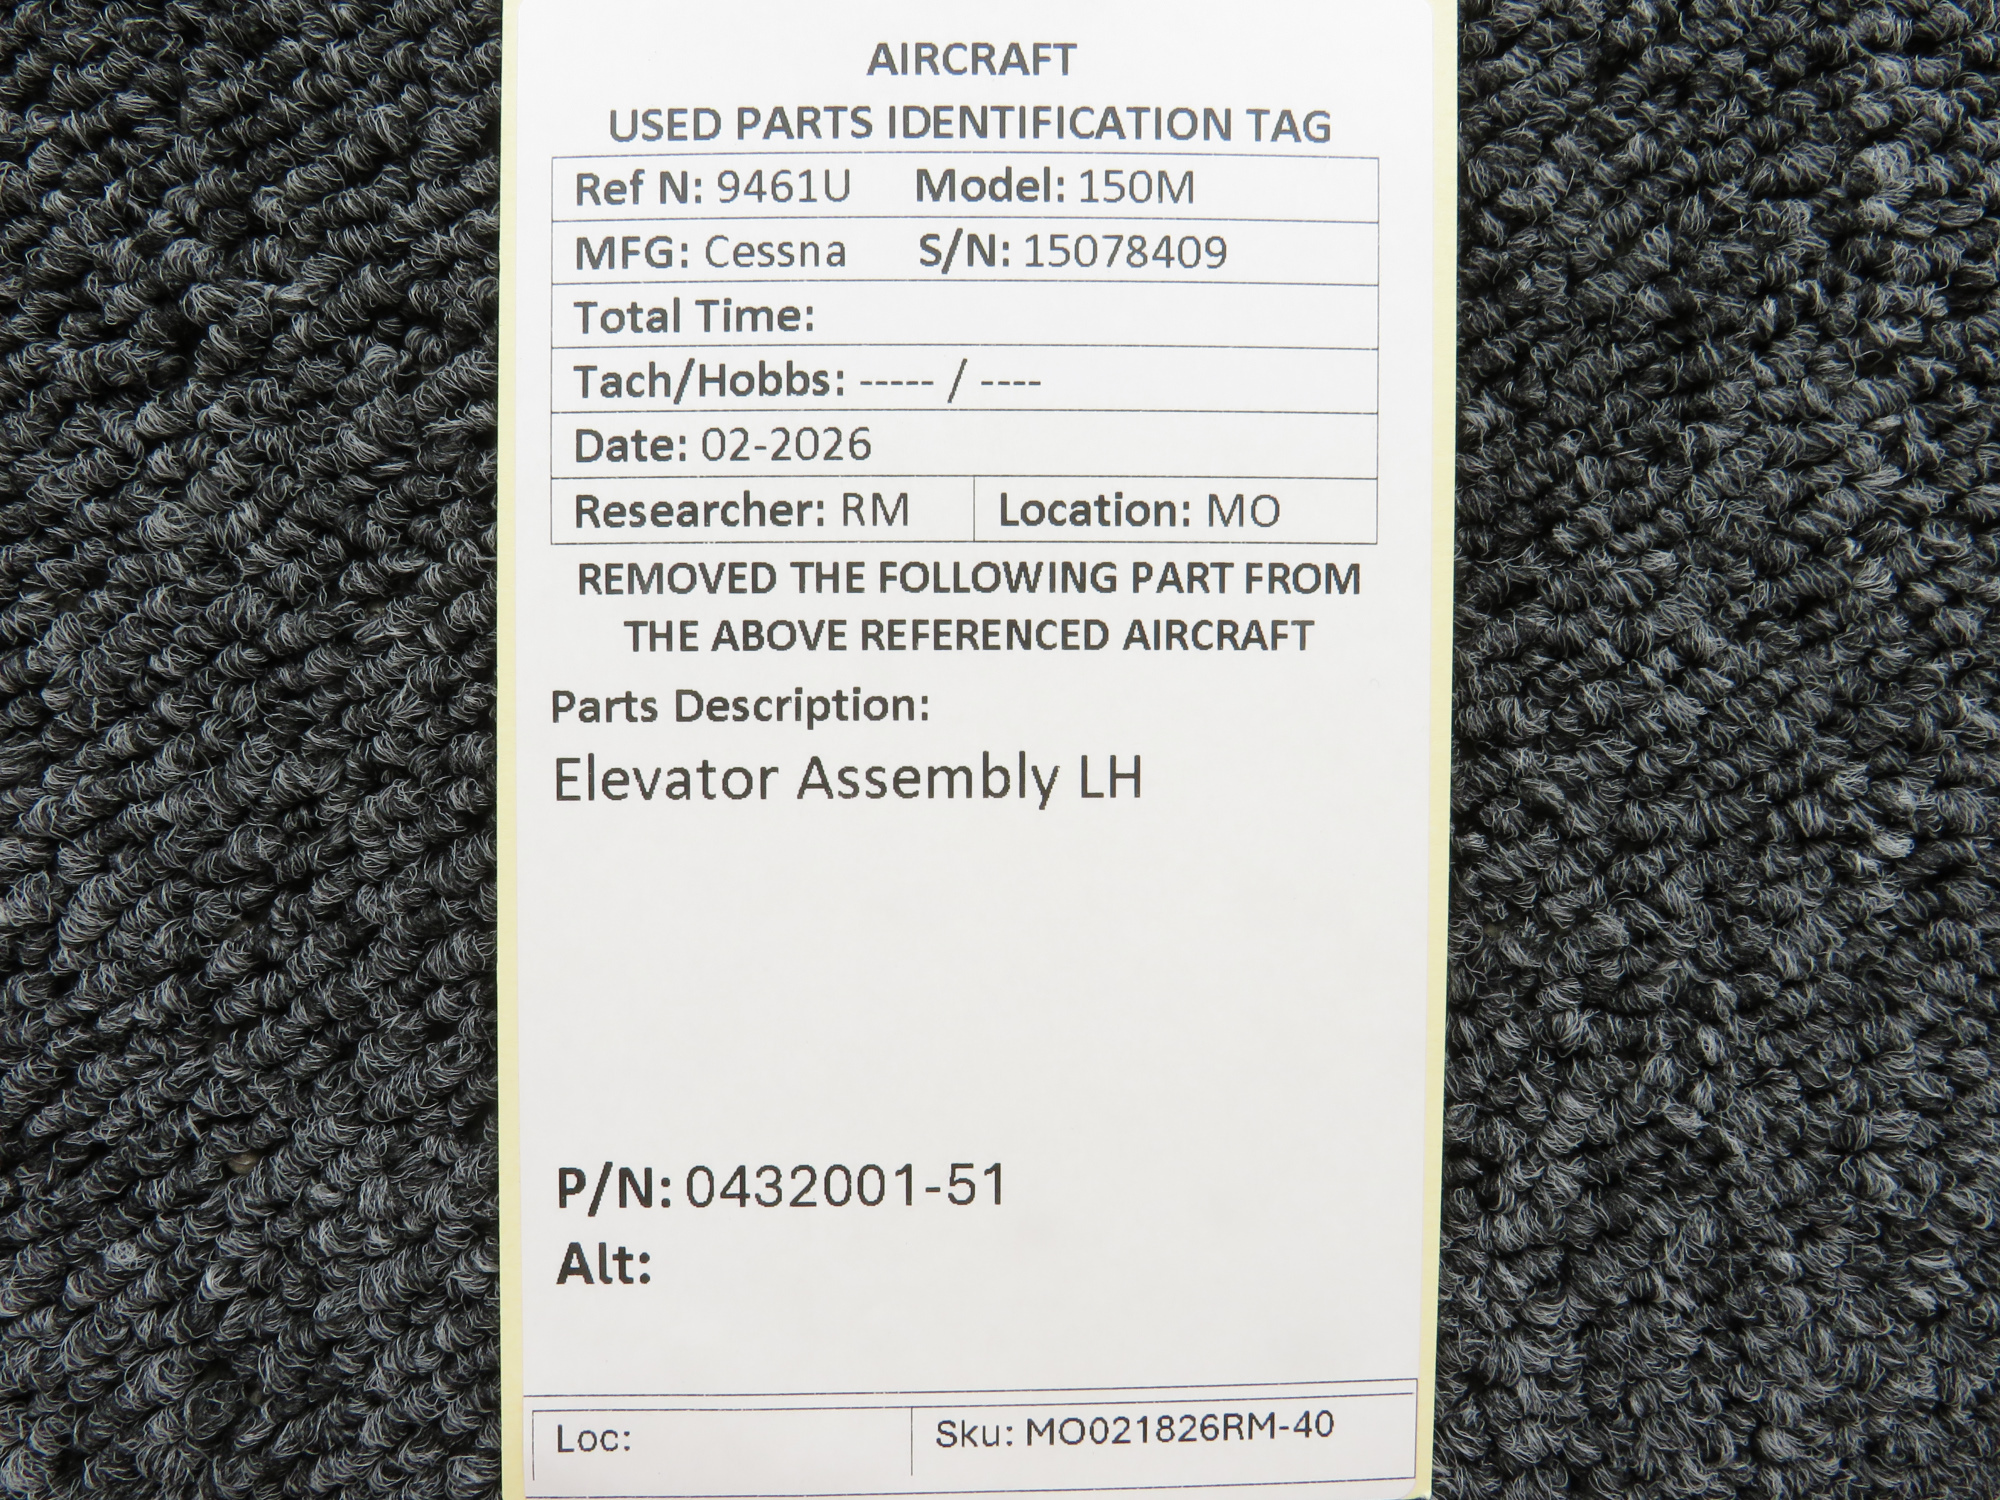 AIRCRAFT
USED PARTS IDENTIFICATION TAG
Ref N: 9461U Model: 150M
MFG: Cessna S/N: 15078409
Total Time:
Tach/Hobbs: ----- / ----
Date: 02-2026
Researcher: RM Location: MO
REMOVED THE FOLLOWING PART FROM
THE ABOVE REFERENCED AIRCRAFT
Parts Description:
Elevator Assembly LH
P/N: 0432001-51
Alt:
Loc: Sku: MO021826RM-40